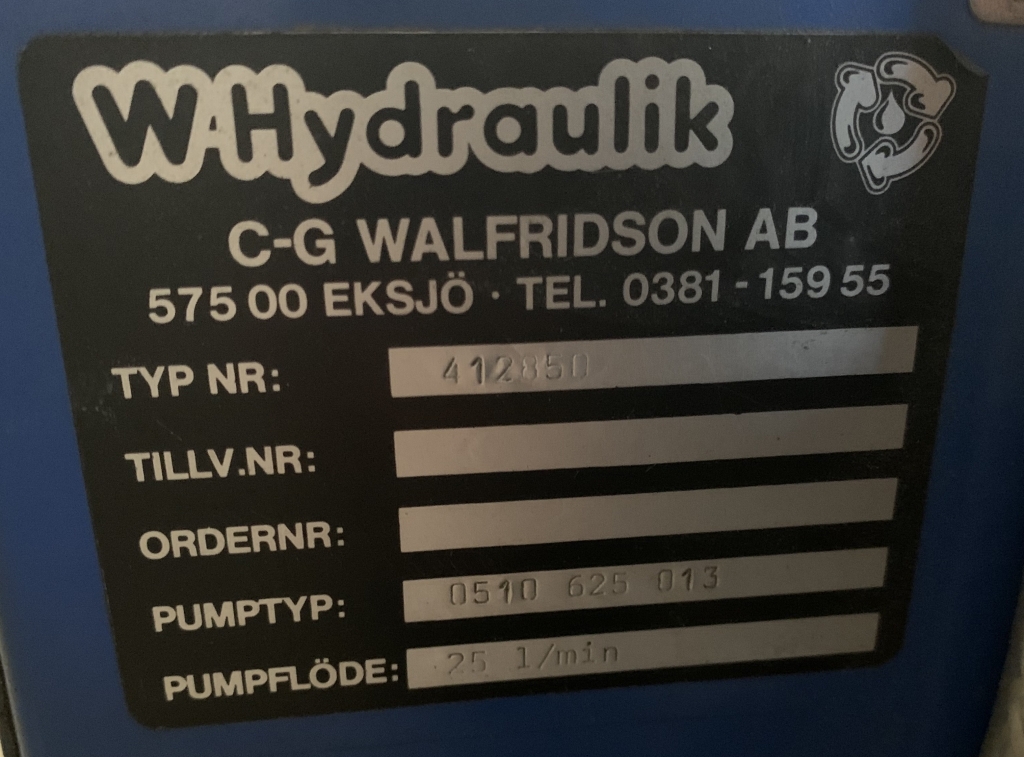 W-Hydraulik
C-G WALFRIDSON AB
575 00 EKSJÖ · TEL. 0381 - 159 55
TYP NR: 412850
TILLV.NR:
ORDERNR:
PUMPTYP: 0510 625 013
PUMPFLÖDE: 25 l/min